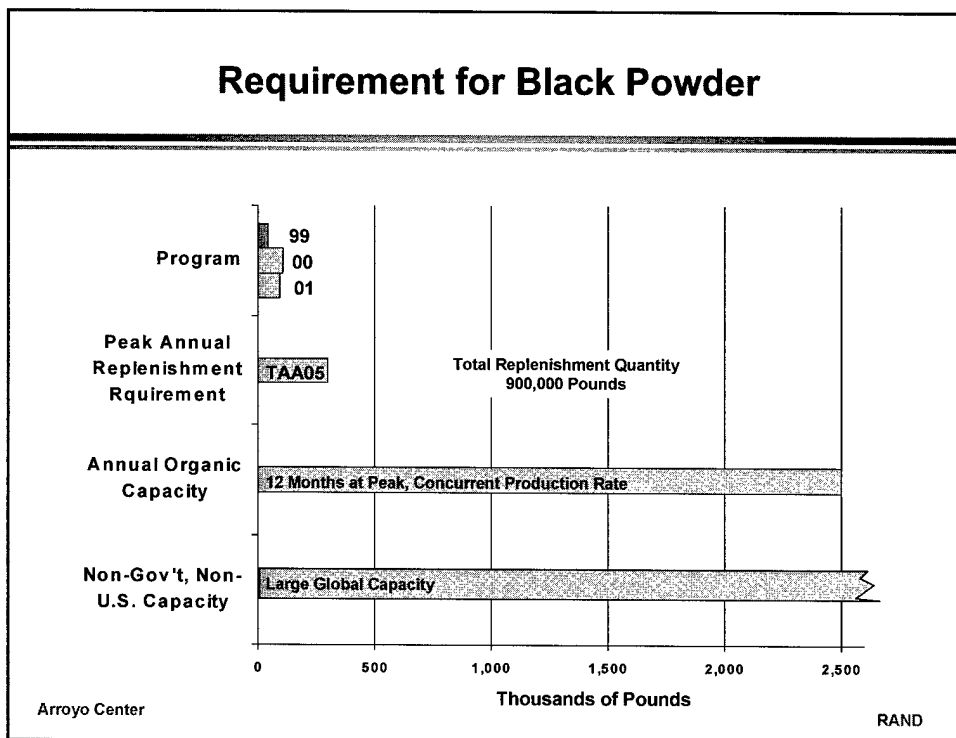 Requirement for Black Powder
Program
99
00
01
Peak Annual
Replenishment
Rquirement
TAA05
Total Replenishment Quantity
900,000 Pounds
Annual Organic
Capacity
12 Months at Peak, Concurrent Production Rate
Non-Gov't, Non-
U.S. Capacity
Large Global Capacity
0 500 1,000 1,500 2,000 2,500
Thousands of Pounds
Arroyo Center
RAND